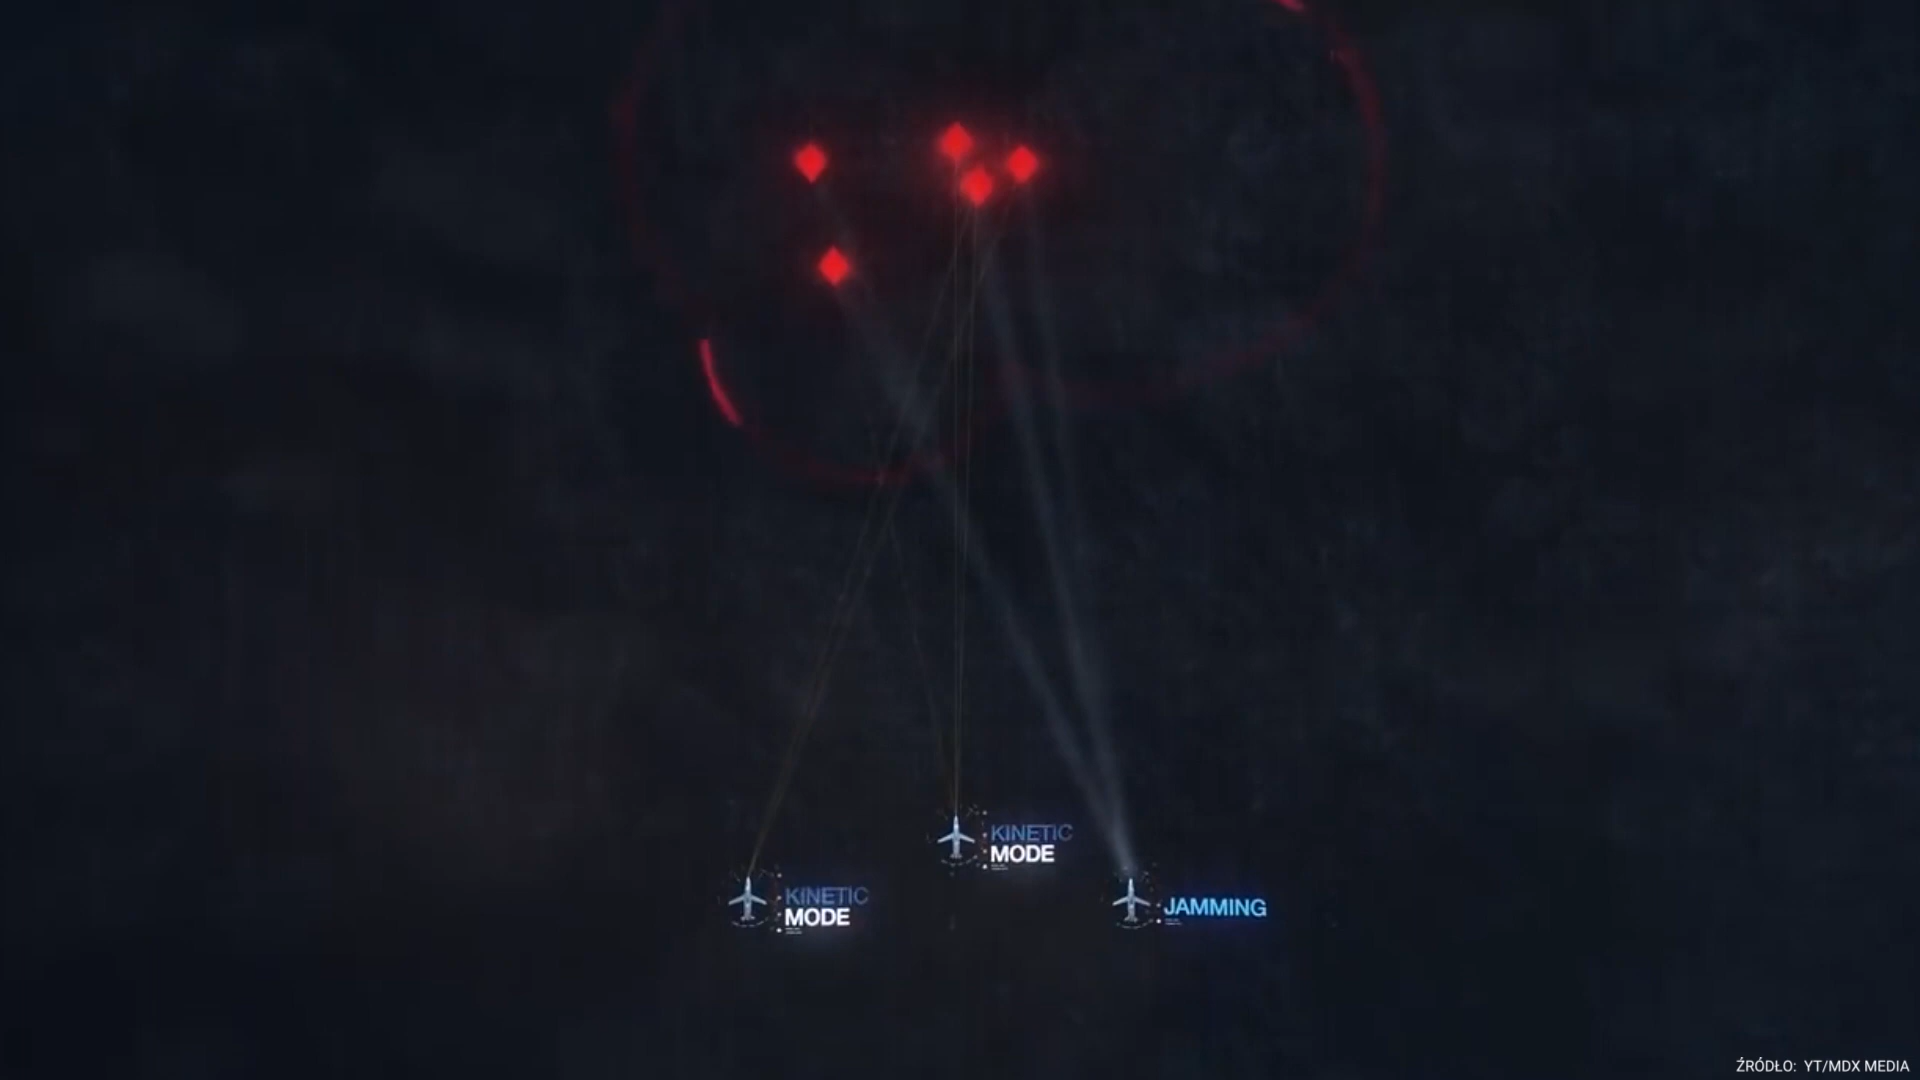 KINETIC
MODE
KINETIC
MODE
JAMMING
ŹRÓDŁO: YT/MDX MEDIA